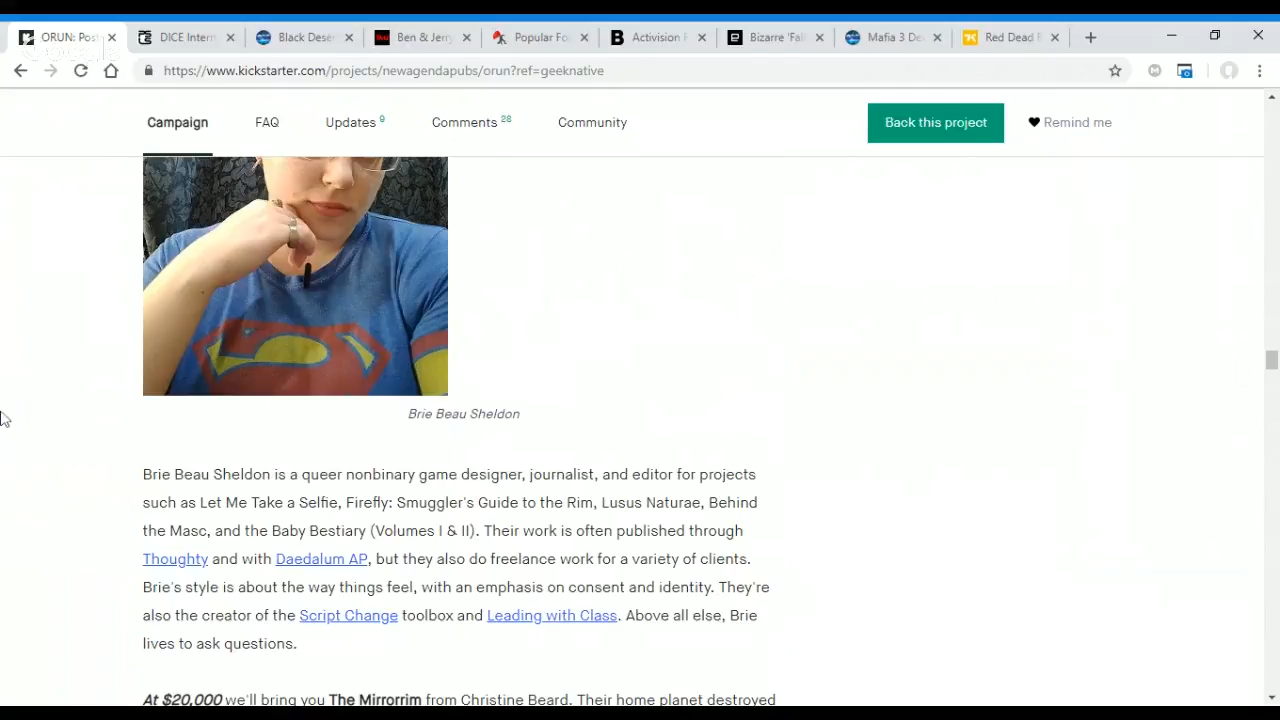 ORUN: Pos
DICE Intern
Black Deser
Ben & Jerry
Popular Fo
Activision
Bizarre 'Fal
Mafia 3 De
Red Dead
https://www.kickstarter.com/projects/newagendapubs/orun?ref=geeknative
Campaign FAQ Updates 9 Comments 28 Community Back this project Remind me
Brie Beau Sheldon
Brie Beau Sheldon is a queer nonbinary game designer, journalist, and editor for projects
such as Let Me Take a Selfie, Firefly: Smuggler's Guide to the Rim, Lusus Naturae, Behind
the Masc, and the Baby Bestiary (Volumes I & II). Their work is often published through
Thoughty and with Daedalum AP, but they also do freelance work for a variety of clients.
Brie's style is about the way things feel, with an emphasis on consent and identity. They're
also the creator of the Script Change toolbox and Leading with Class. Above all else, Brie
lives to ask questions.
At $20,000 we'll bring you The Mirrorrim from Christine Beard. Their home planet destroyed